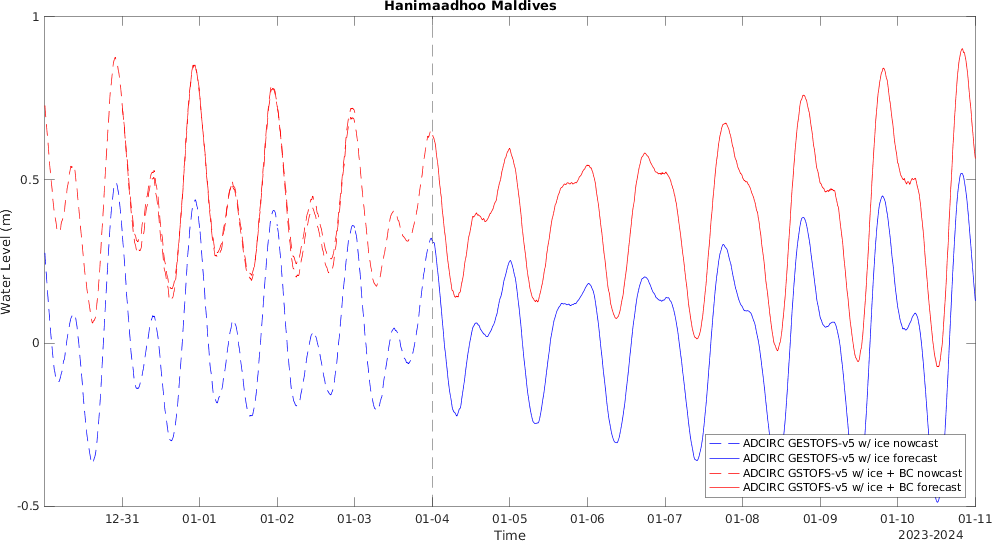 Hanimaadhoo Maldives
1
0.5
0
-0.5
Water Level (m)
ADCIRC GESTOFS-v5 w/ ice nowcast
ADCIRC GESTOFS-v5 w/ ice forecast
ADCIRC GSTOFS-v5 w/ ice + BC nowcast
ADCIRC GSTOFS-v5 w/ ice + BC forecast
12-31 01-01 01-02 01-03 01-04 01-05 01-06 01-07 01-08 01-09 01-10 01-11
Time
2023-2024